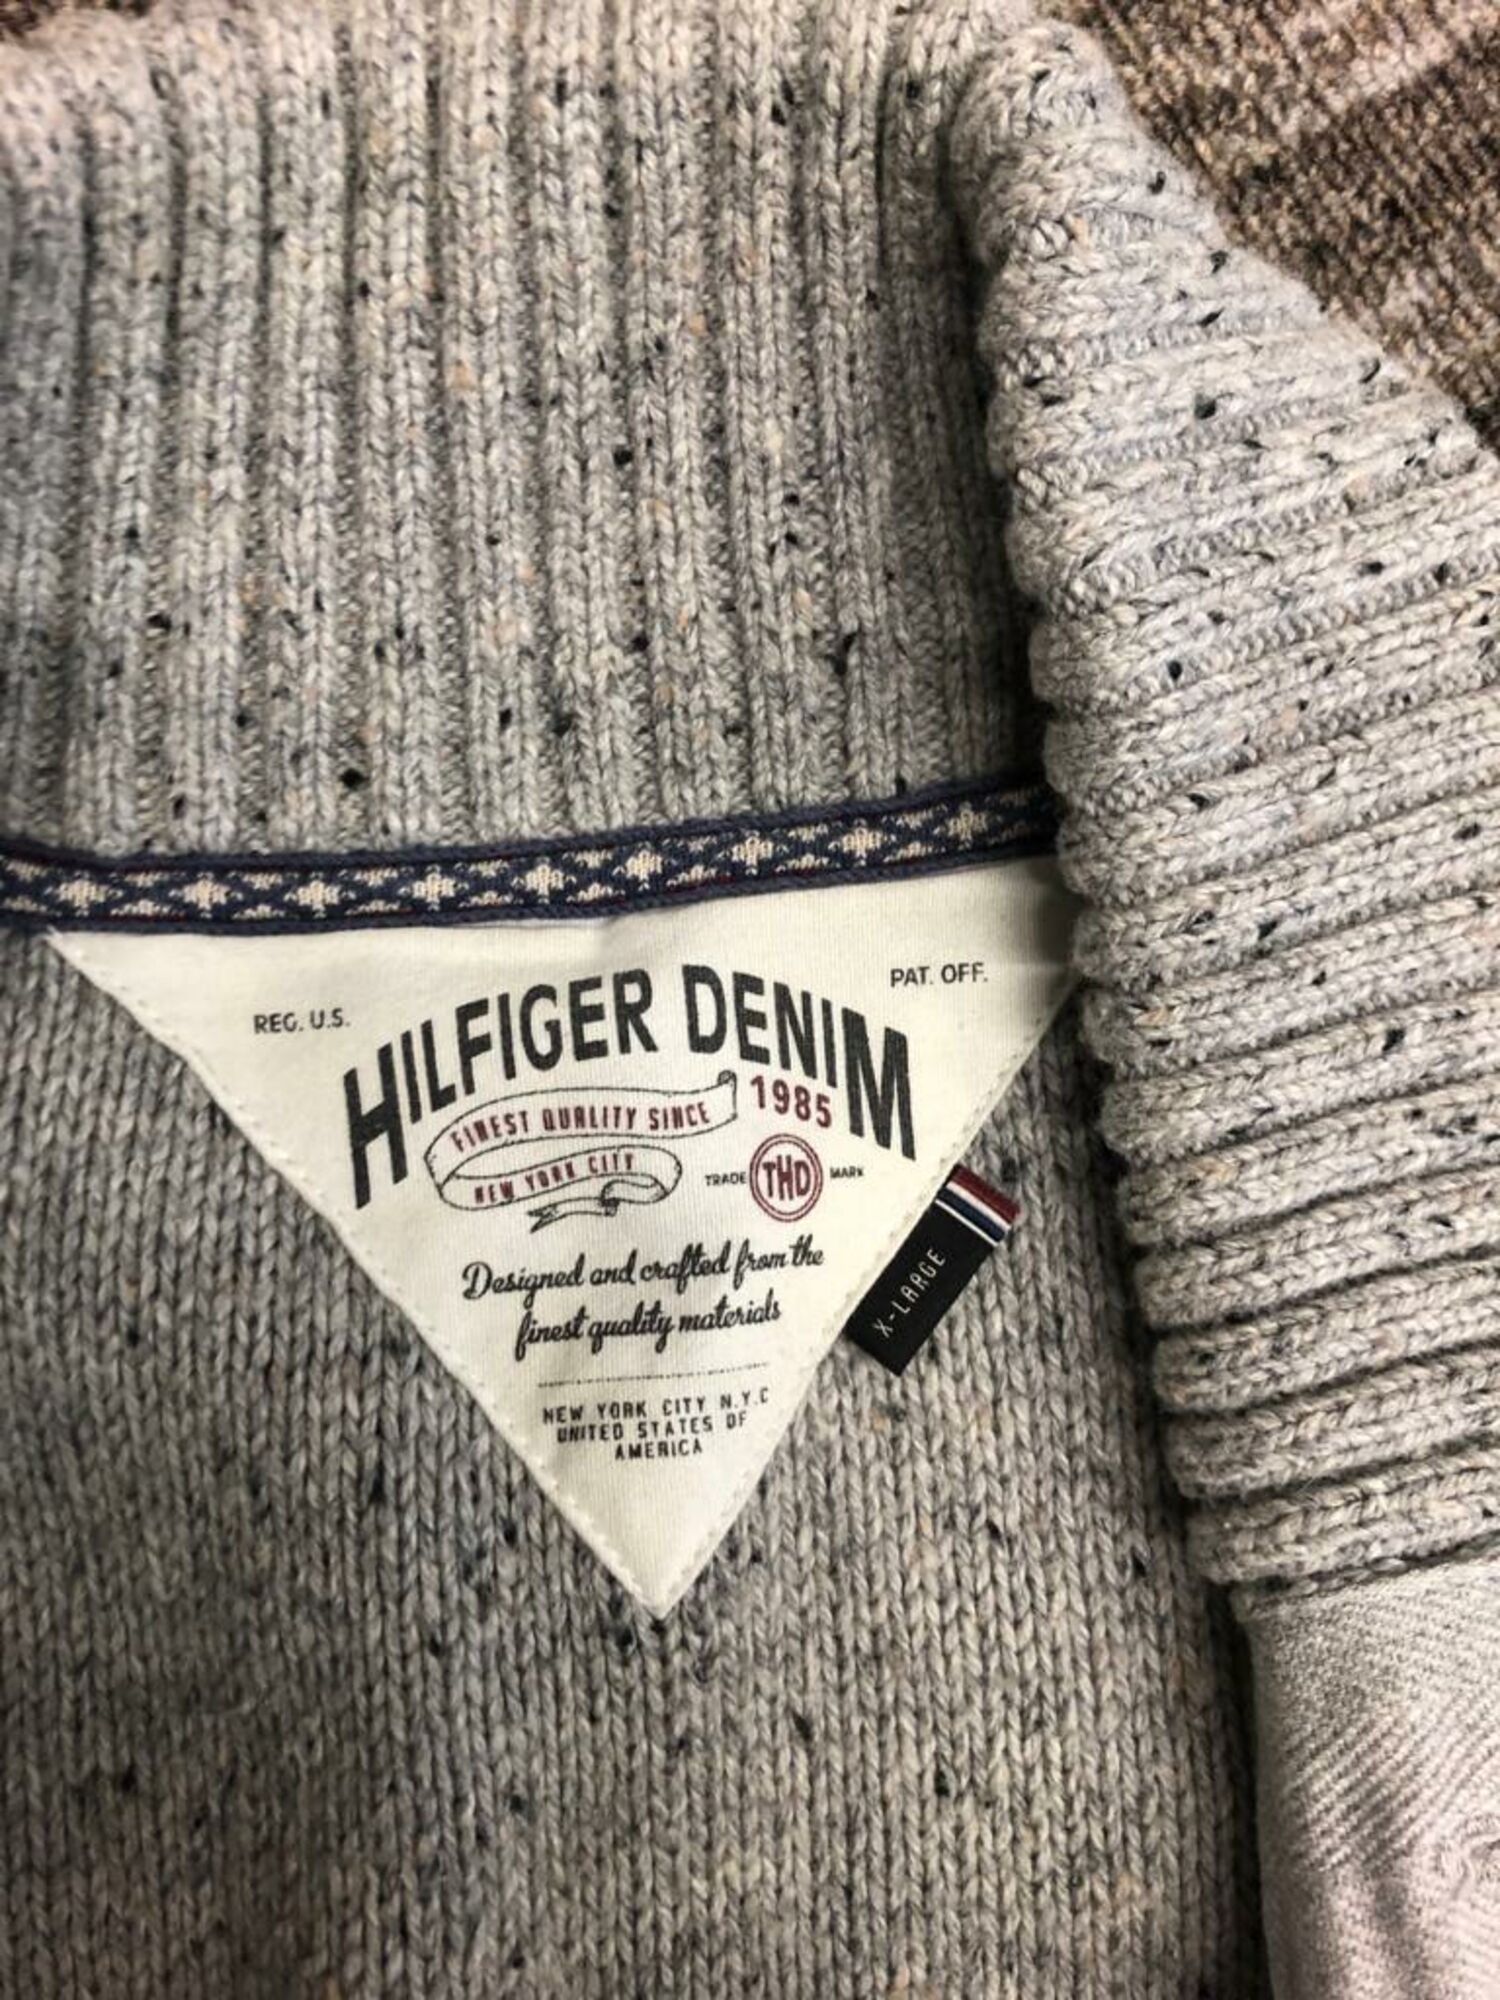 REG. U.S.
PAT. OFF.
HILFIGER DENIM
FINEST QUALITY SINCE
1985
NEW YORK CITY
TRADE THD MARK
Designed and crafted from the
finest quality materials
X-LARGE
NEW YORK CITY N.Y.C
UNITED STATES OF
AMERICA